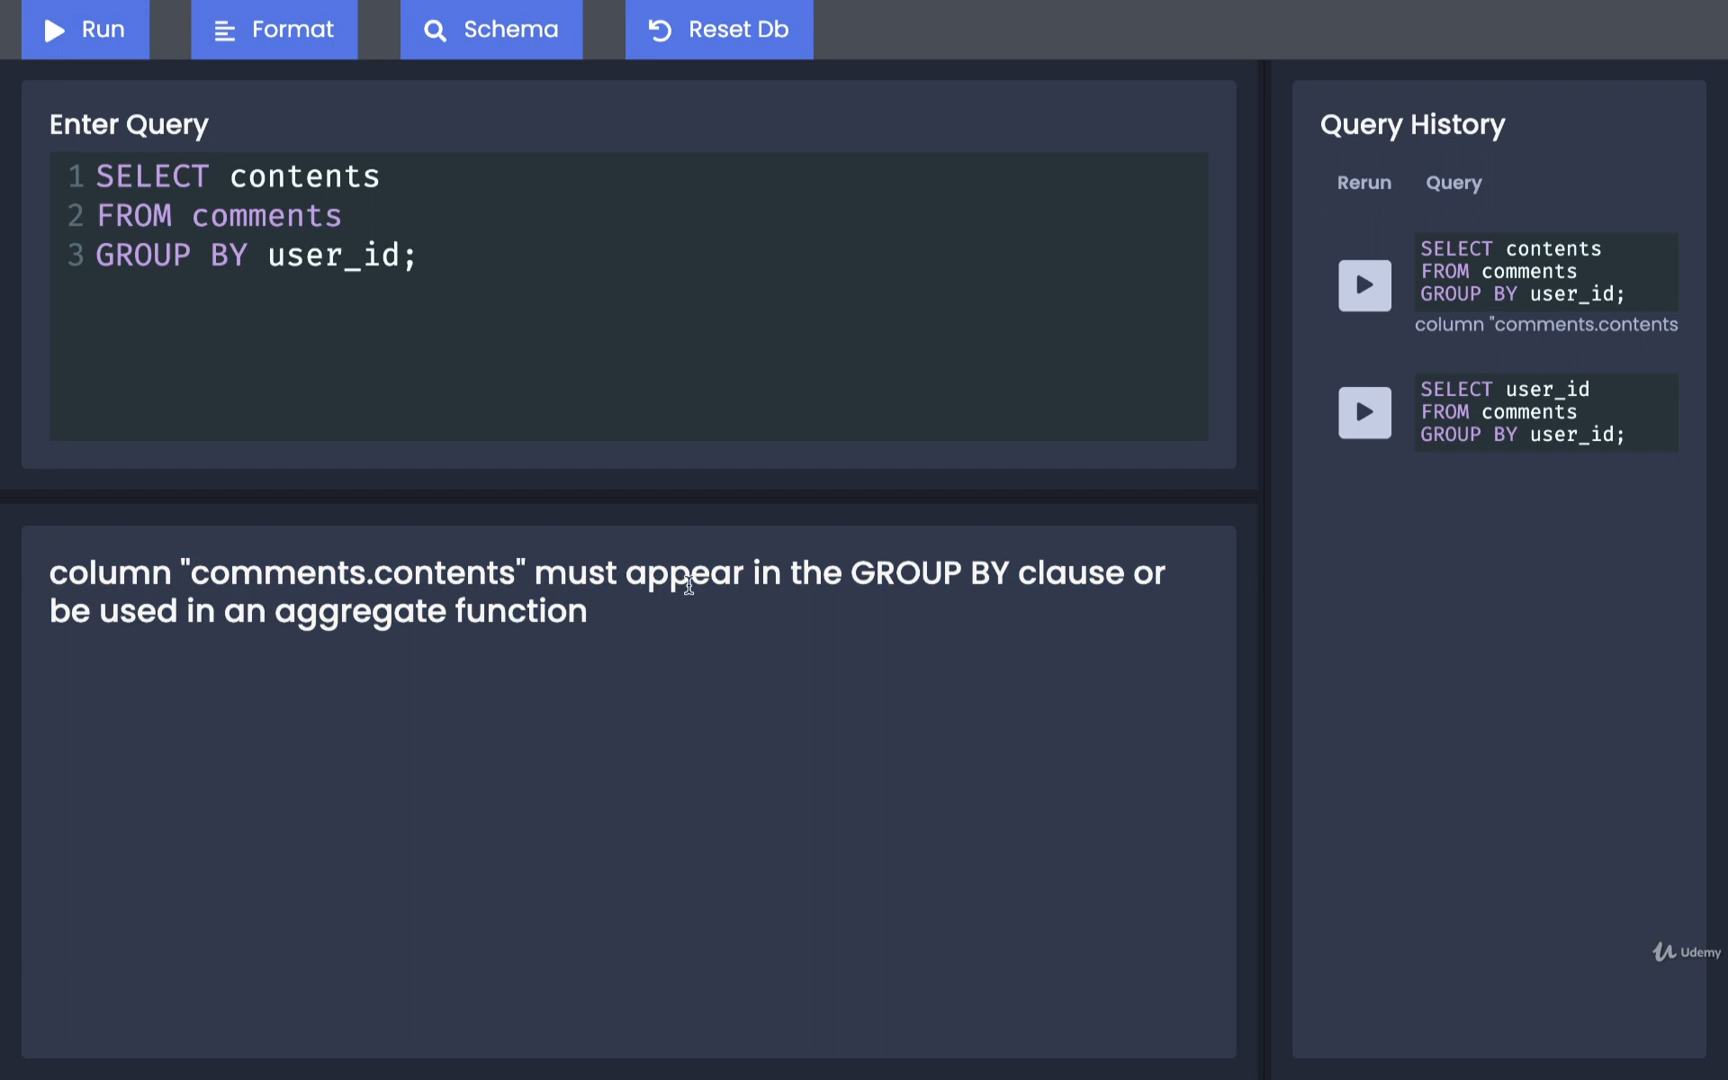 Run
Format
Schema
Reset Db
Enter Query
1 SELECT contents
2 FROM comments
3 GROUP BY user_id;
column "comments.contents" must appear in the GROUP BY clause or
be used in an aggregate function
Query History
Rerun Query
SELECT contents
FROM comments
GROUP BY user_id;
column "comments.contents
SELECT user_id
FROM comments
GROUP BY user_id;
Udemy